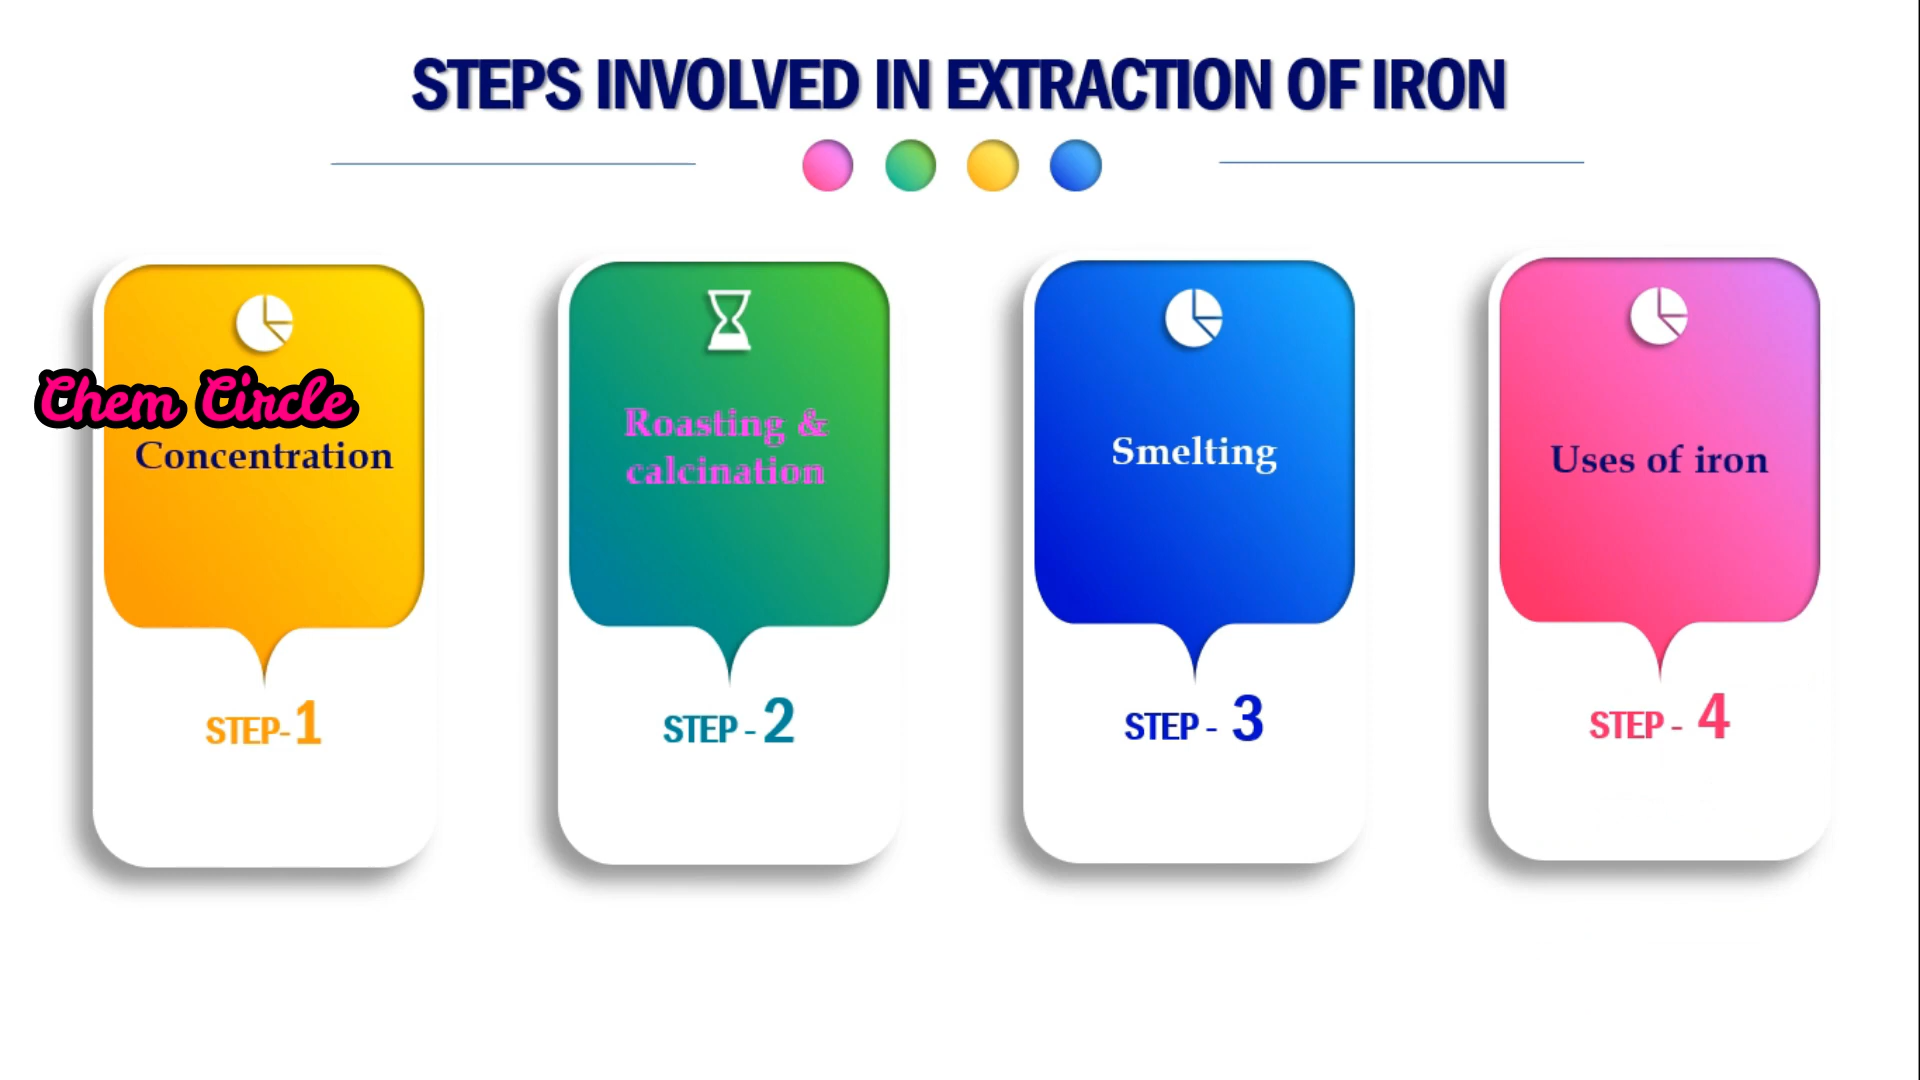 STEPS INVOLVED IN EXTRACTION OF IRON
Chem Circle
Concentration
STEP-1
Roasting &
calcination
STEP - 2
Smelting
STEP - 3
Uses of iron
STEP - 4